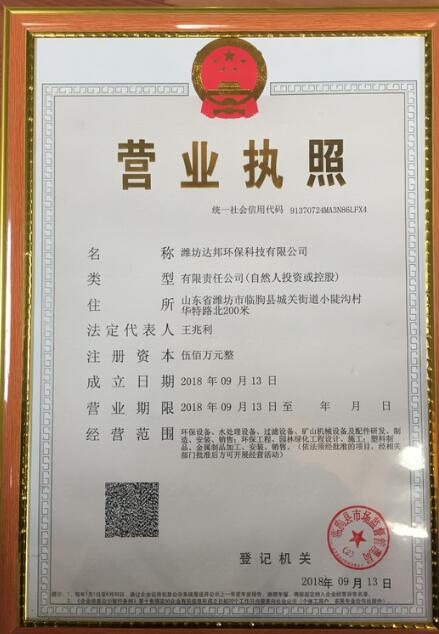 营业执照
统一社会信用代码 91370724MA3N86LFX4
名称 潍坊达邦环保科技有限公司
类型 有限责任公司(自然人投资或控股)
住所 山东省潍坊市临朐县城关街道小陡沟村
华特路北200米
法定代表人 王兆利
注册资本 伍佰万元整
成立日期 2018年09月13日
营业期限 2018年09月13日至 年 月 日
经营范围 环保设备、水处理设备、过滤设备、矿山机械设备及配件研发、制
造、安装、销售；环保工程、园林绿化工程设计、施工；塑料制
品、金属制品加工、安装、销售。（依法须经批准的项目，经相关
部门批准后方可开展经营活动）
临朐县市场监督管理局
(2)
登记机关
2018年09月13日